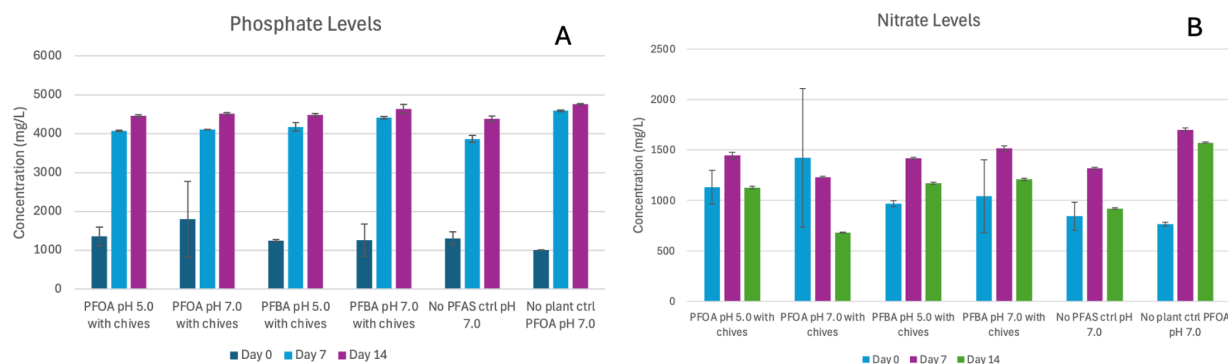 Phosphate Levels
A
Concentration (mg/L)
6000
5000
4000
3000
2000
1000
0
PFOA pH 5.0 with chives
PFOA pH 7.0 with chives
PFBA pH 5.0 with chives
PFBA pH 7.0 with chives
No PFAS ctrl pH 7.0
No plant ctrl PFOA pH 7.0
Day 0 Day 7 Day 14
Nitrate Levels
B
Concentration (mg/L)
2500
2000
1500
1000
500
0
PFOA pH 5.0 with chives
PFOA pH 7.0 with chives
PFBA pH 5.0 with chives
PFBA pH 7.0 with chives
No PFAS ctrl pH 7.0
No plant ctrl PFOA pH 7.0
Day 0 Day 7 Day 14